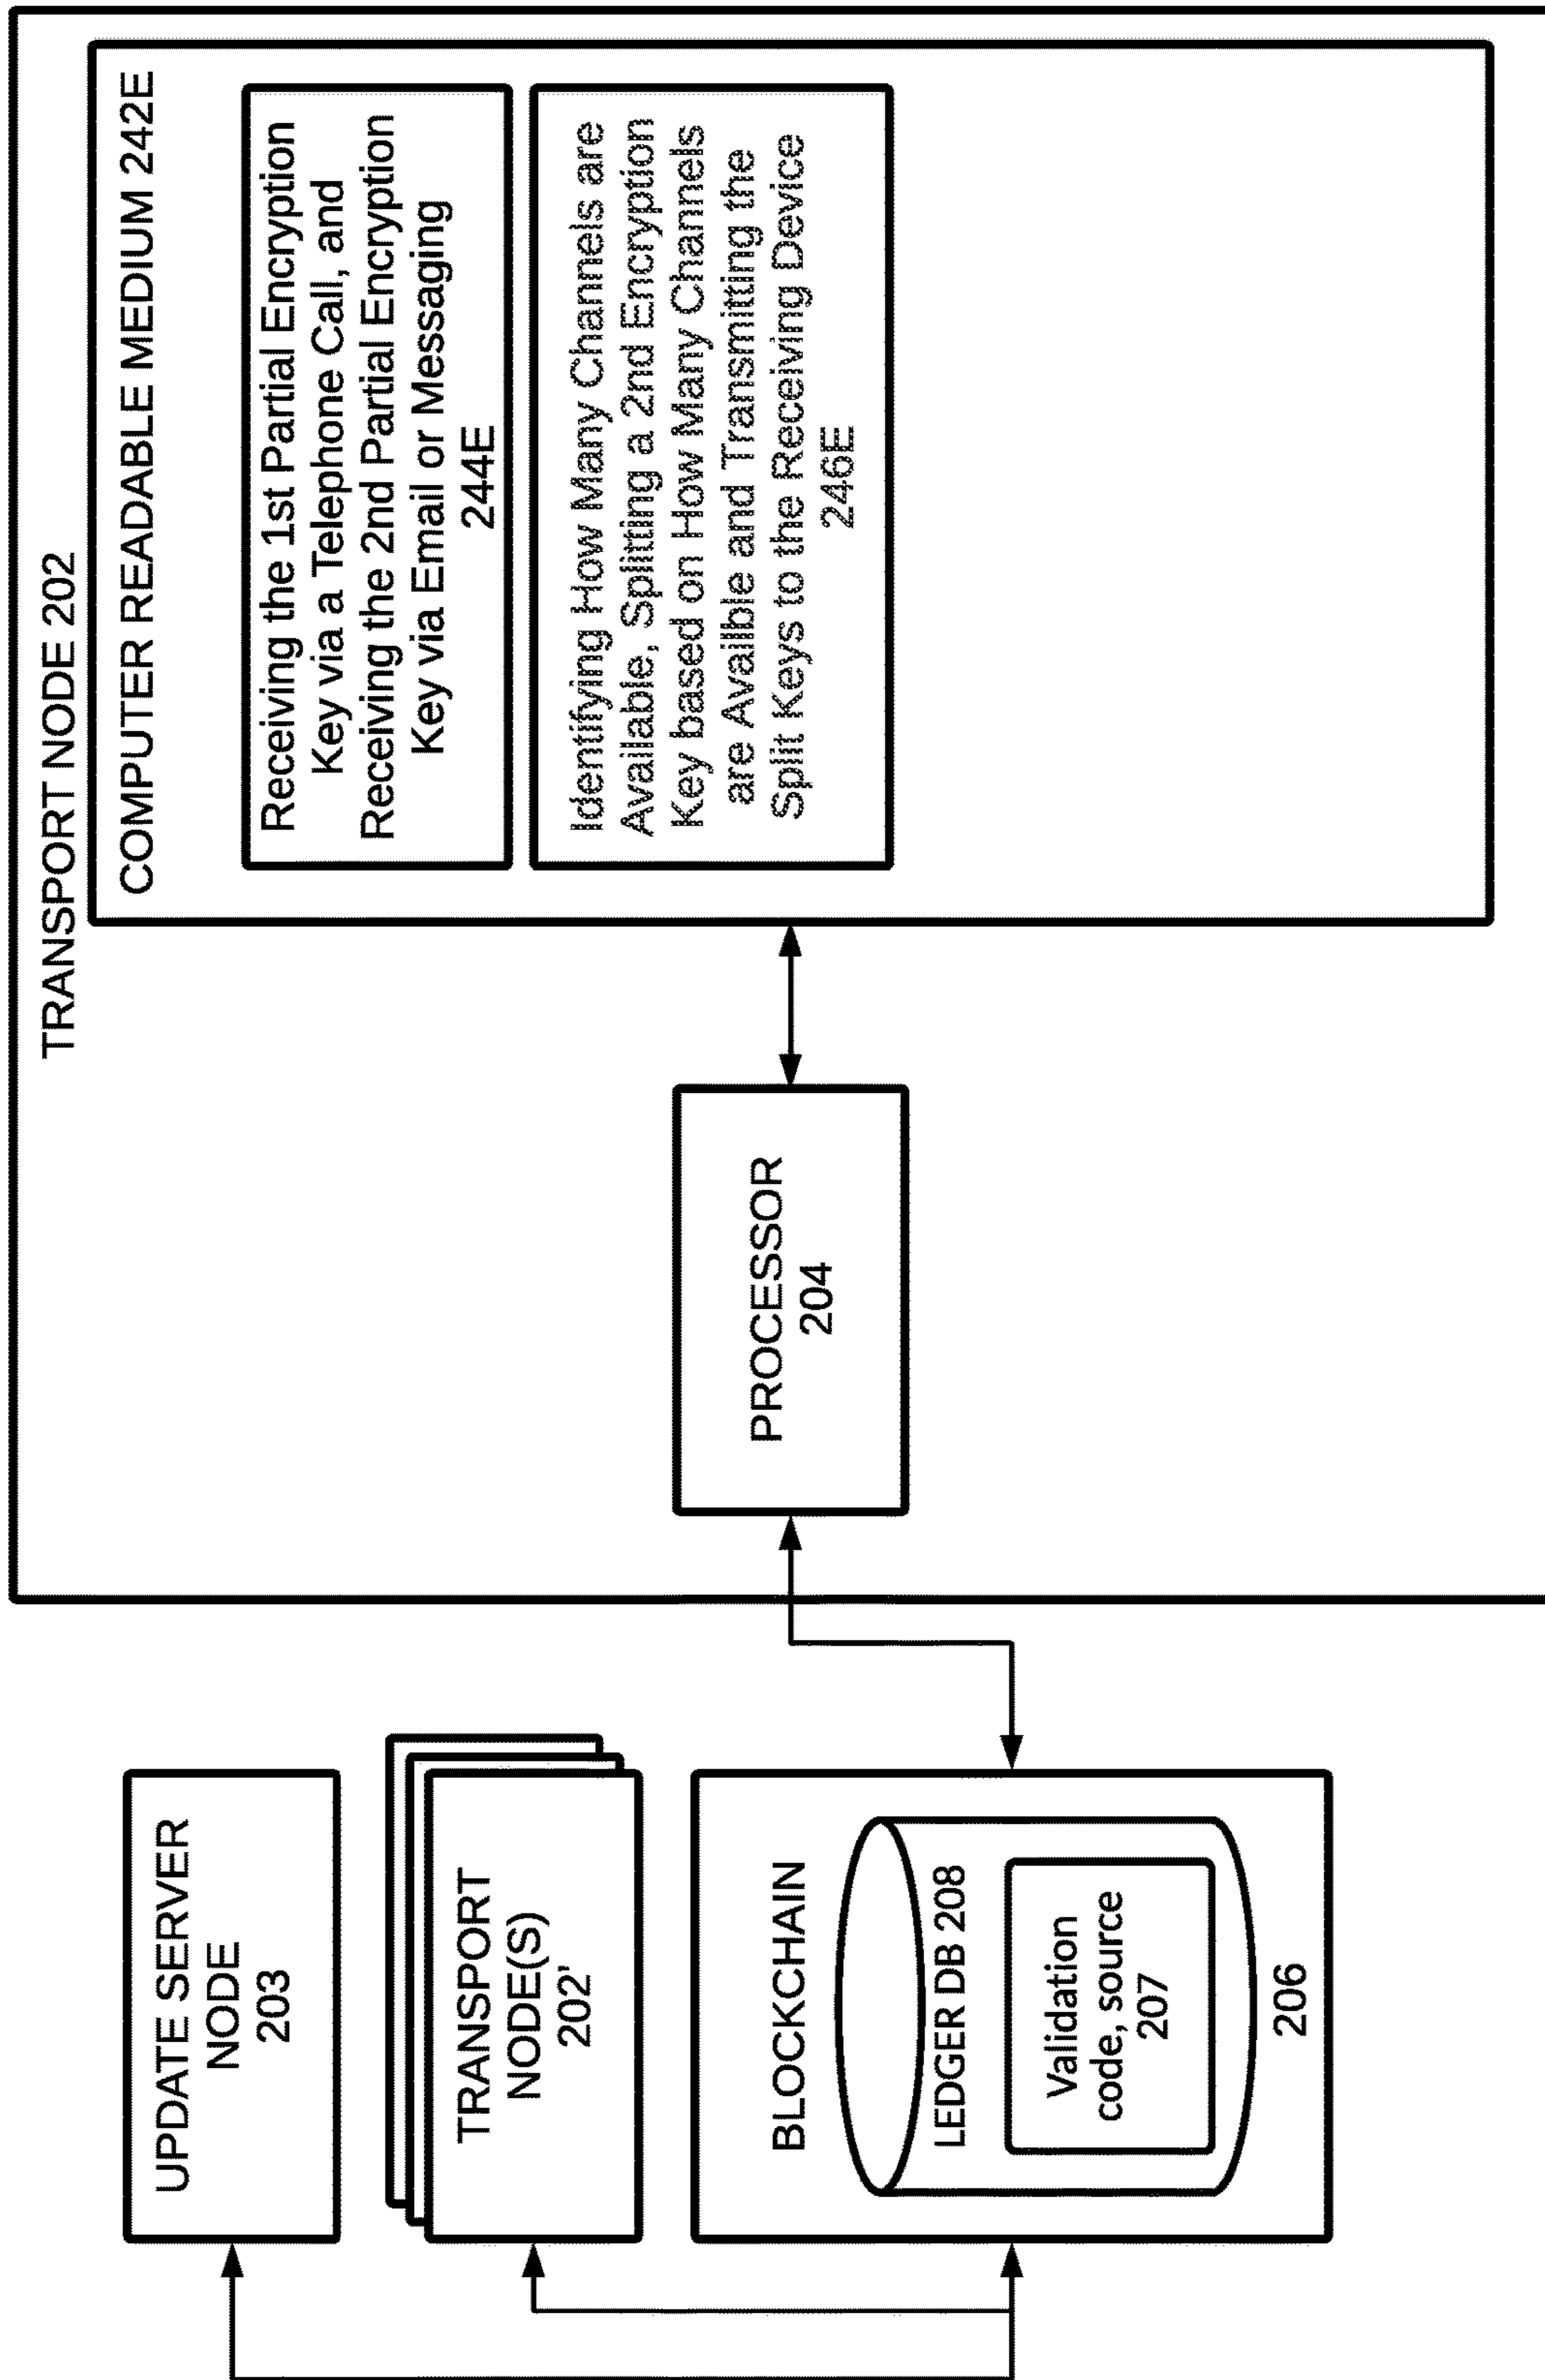 TRANSPORT NODE 202
COMPUTER READABLE MEDIUM 242E
Receiving the 1st Partial Encryption
Key via a Telephone Call, and
Receiving the 2nd Partial Encryption
Key via Email or Messaging
244E
Identifying How Many Channels are
Available, Splitting a 2nd Encryption
Key based on How Many Channels
are Availble and Transmitting the
Split Keys to the Receiving Device
246E
PROCESSOR
204
UPDATE SERVER
NODE
203
TRANSPORT
NODE(S)
202'
BLOCKCHAIN
LEDGER DB 208
Validation
code, source
207
206